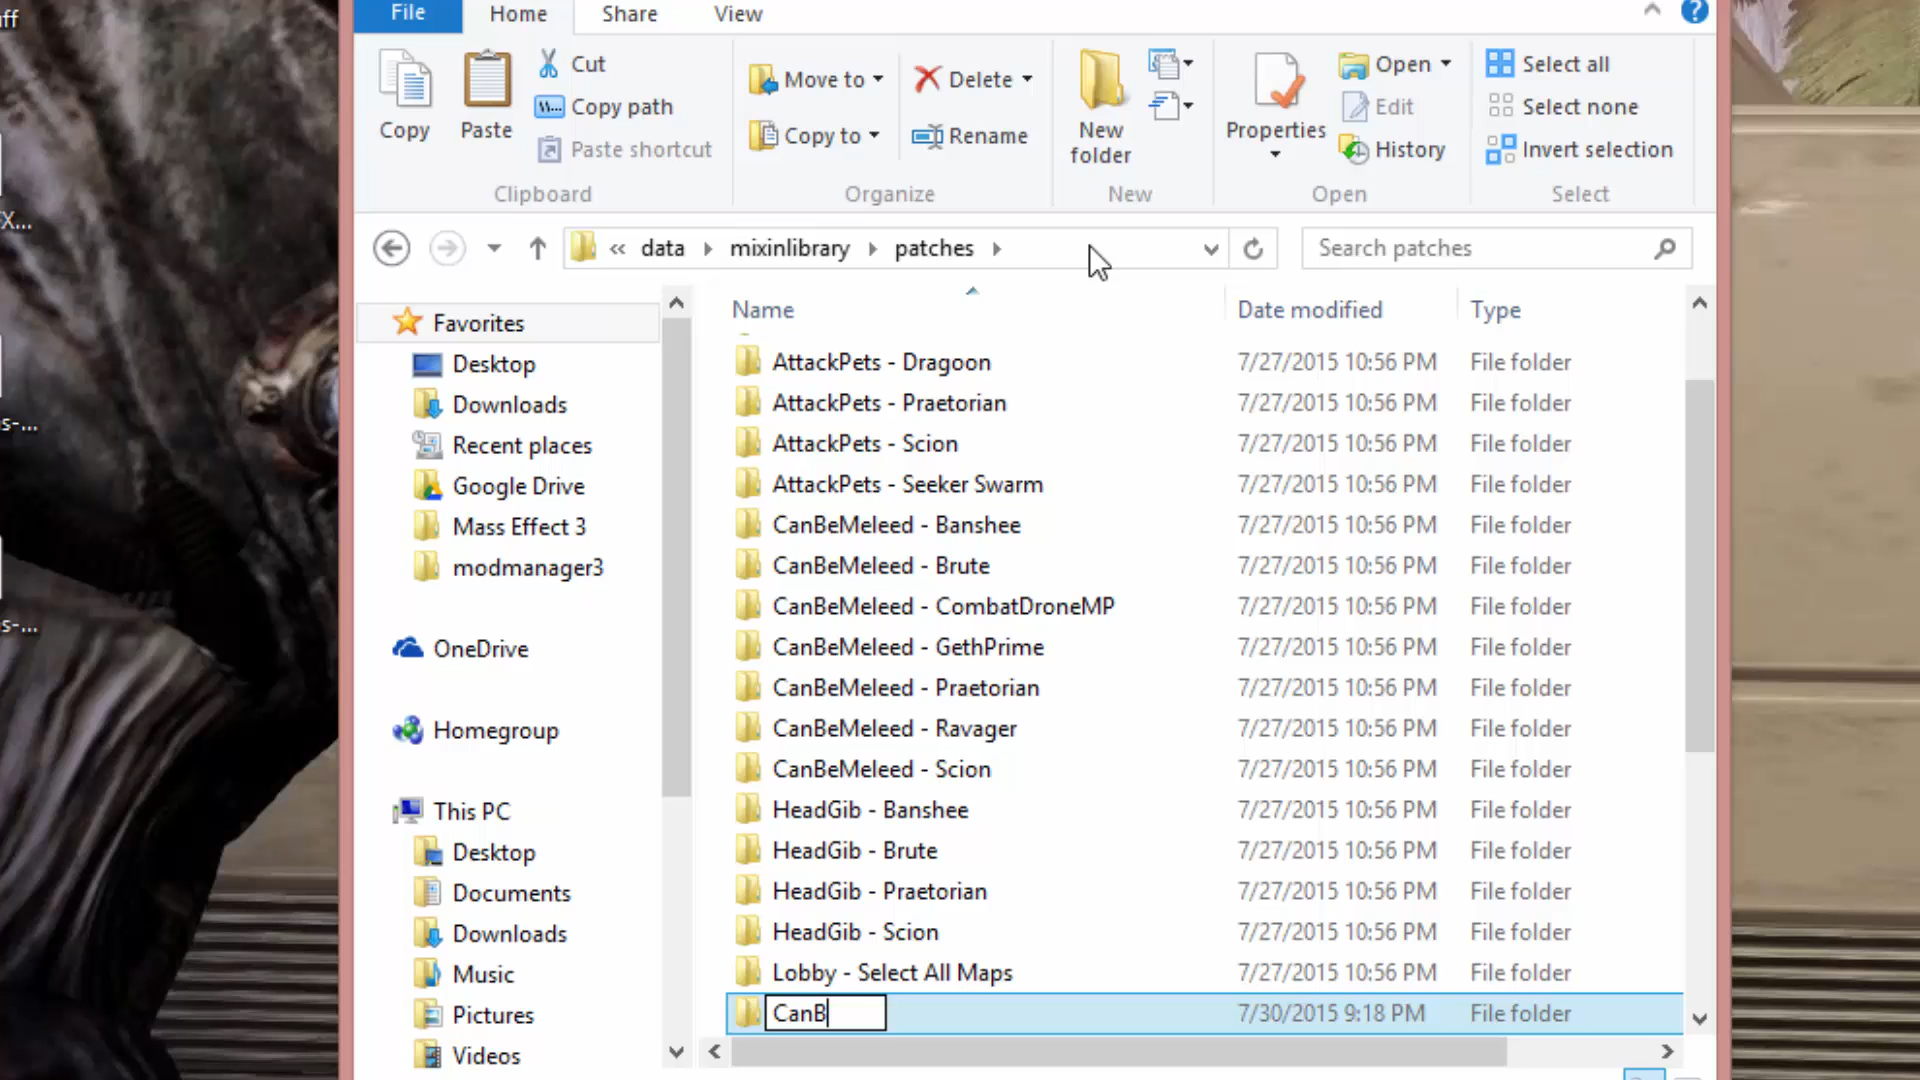 ff
File
Home
Share
View
Copy
Paste
Cut
Copy path
Paste shortcut
Clipboard
Move to
Copy to
Delete
Rename
Organize
New folder
New
Properties
Open
Edit
History
Open
Select all
Select none
Invert selection
Select
« data mixinlibrary patches
Search patches
X...
s-...
s-...
Favorites
Desktop
Downloads
Recent places
Google Drive
Mass Effect 3
modmanager3
OneDrive
Homegroup
This PC
Desktop
Documents
Downloads
Music
Pictures
Videos
Name Date modified Type
AttackPets - Dragoon 7/27/2015 10:56 PM File folder
AttackPets - Praetorian 7/27/2015 10:56 PM File folder
AttackPets - Scion 7/27/2015 10:56 PM File folder
AttackPets - Seeker Swarm 7/27/2015 10:56 PM File folder
CanBeMeleed - Banshee 7/27/2015 10:56 PM File folder
CanBeMeleed - Brute 7/27/2015 10:56 PM File folder
CanBeMeleed - CombatDroneMP 7/27/2015 10:56 PM File folder
CanBeMeleed - GethPrime 7/27/2015 10:56 PM File folder
CanBeMeleed - Praetorian 7/27/2015 10:56 PM File folder
CanBeMeleed - Ravager 7/27/2015 10:56 PM File folder
CanBeMeleed - Scion 7/27/2015 10:56 PM File folder
HeadGib - Banshee 7/27/2015 10:56 PM File folder
HeadGib - Brute 7/27/2015 10:56 PM File folder
HeadGib - Praetorian 7/27/2015 10:56 PM File folder
HeadGib - Scion 7/27/2015 10:56 PM File folder
Lobby - Select All Maps 7/27/2015 10:56 PM File folder
CanB 7/30/2015 9:18 PM File folder